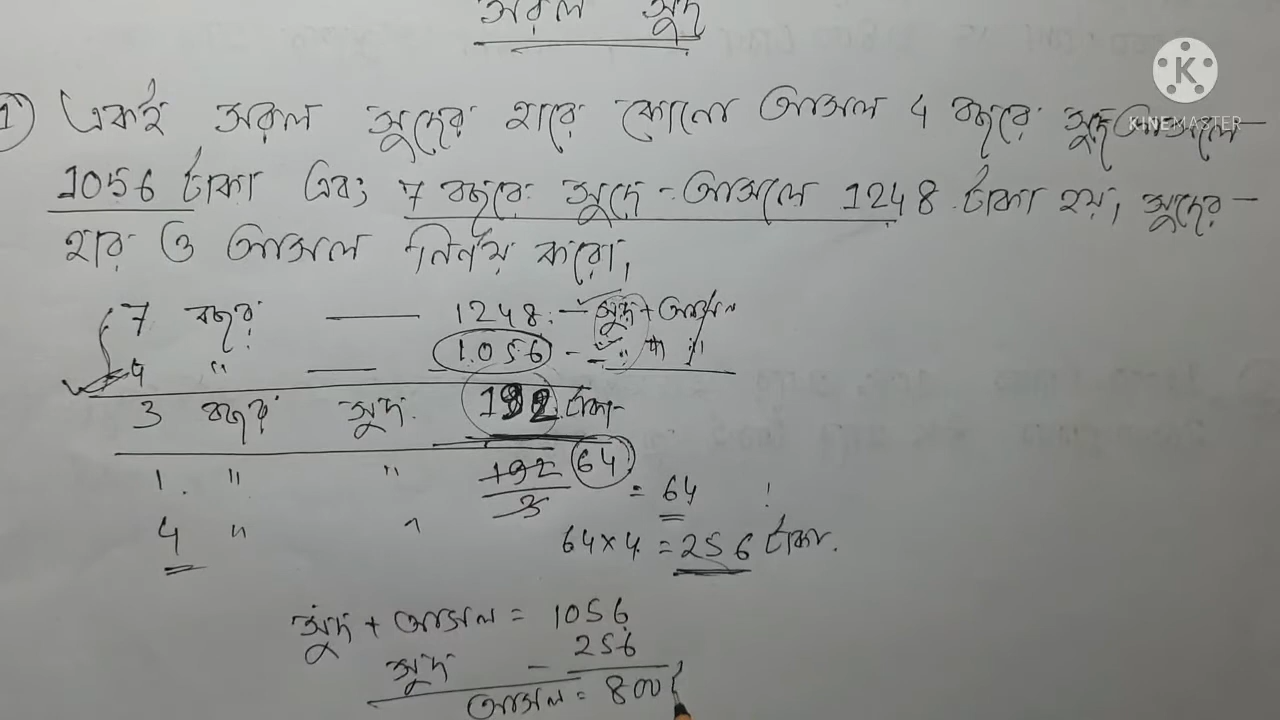 সরল সুদ
K
KINEMASTER
1) একই সরল সুদের হারে কোনো আসল 4 বছরে সুদেআসলে
1056 টাকা এবং 7 বছরে সুদে-আসলে 1248 টাকা হয়, সুদের
হার ও আসল নির্ণয় করো,
7 বছর — 1248 — সুদ + আসল
4 " — 1056 - " " "
3 বছর সুদ 192 টাকা
1. " " 192/3 64 = 64
4 " " 64×4 = 256 টাকা.
সুদ + আসল = 1056
সুদ - 256
আসল = 800